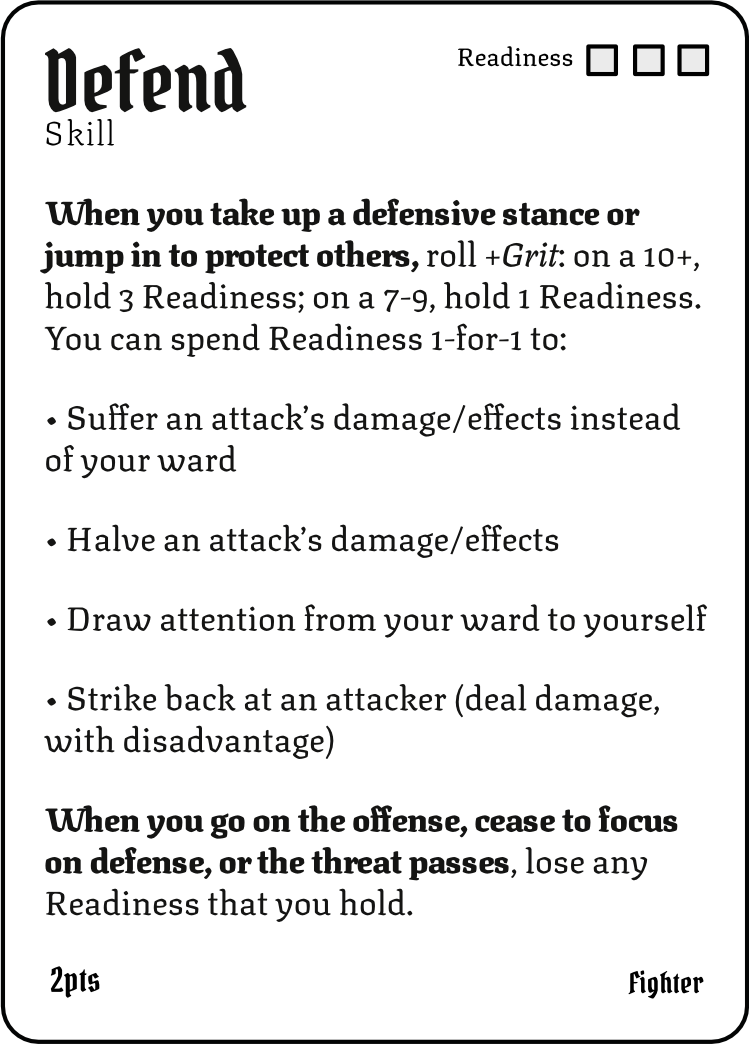 Defend
Readiness
Skill
When you take up a defensive stance or
jump in to protect others, roll +Grit: on a 10+,
hold 3 Readiness; on a 7-9, hold 1 Readiness.
You can spend Readiness 1-for-1 to:
• Suffer an attack’s damage/effects instead
of your ward
• Halve an attack’s damage/effects
• Draw attention from your ward to yourself
• Strike back at an attacker (deal damage,
with disadvantage)
When you go on the offense, cease to focus
on defense, or the threat passes, lose any
Readiness that you hold.
2pts
Fighter